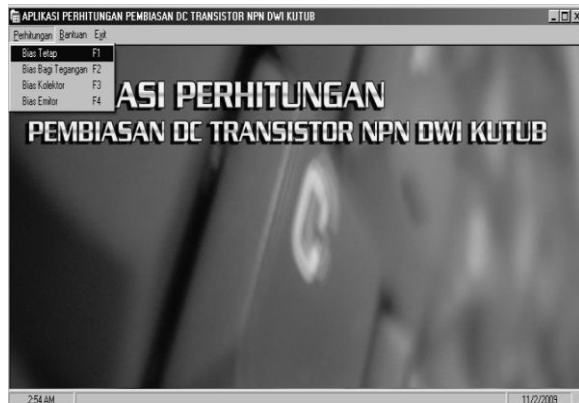 APLIKASI PERHITUNGAN PEMBIASAN DC TRANSISTOR NPN DWI KUTUB
Perhitungan Bantuan Exit
Bias Tetap F1
Bias Bagi Tegangan F2
Bias Kolektor F3
Bias Emitor F4
ASI PERHITUNGAN
PEMBIASAN DC TRANSISTOR NPN DWI KUTUB
2:54 AM 11/2/2009